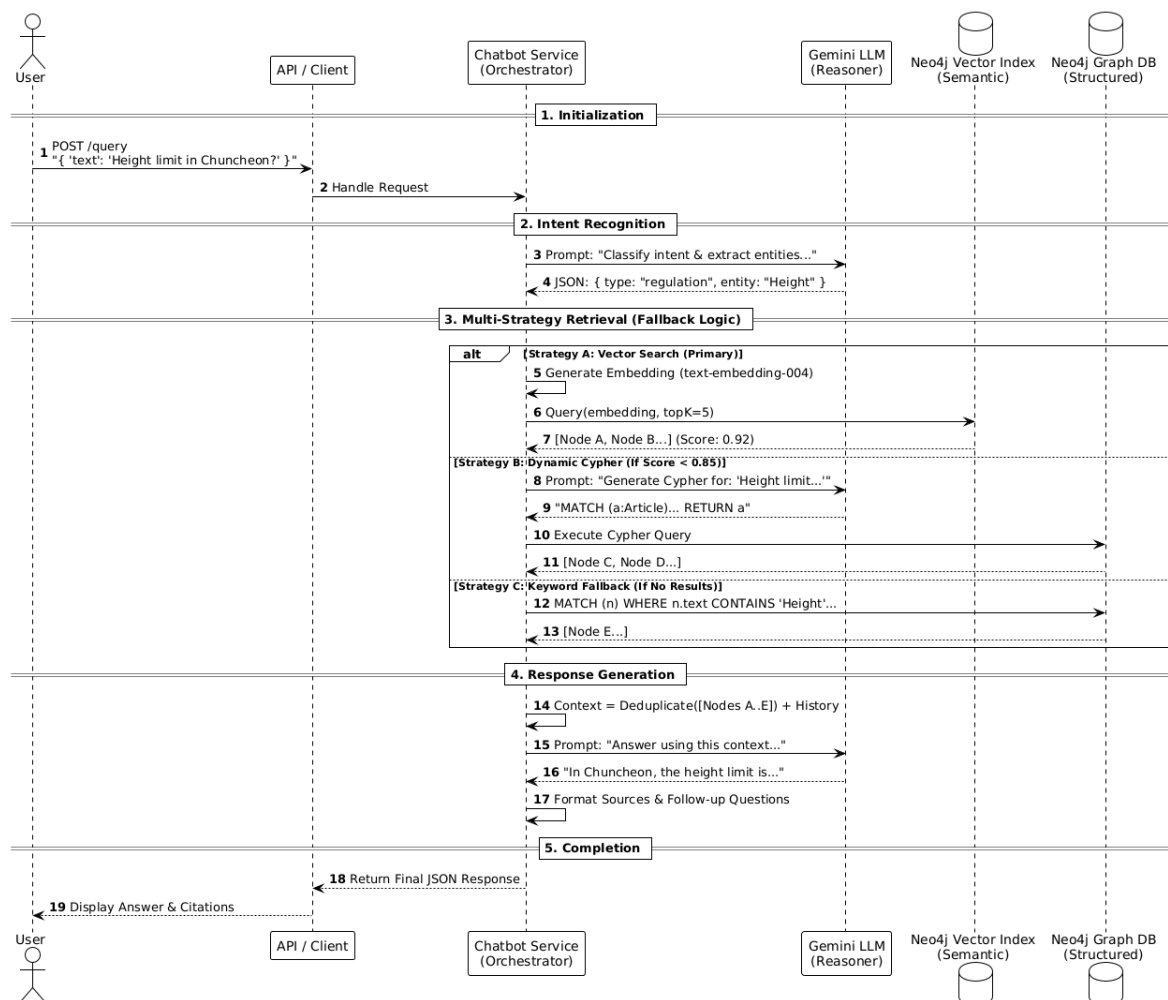 User
API / Client
Chatbot Service
(Orchestrator)
Gemini LLM
(Reasoner)
Neo4j Vector Index
(Semantic)
Neo4j Graph DB
(Structured)
1. Initialization
1 POST /query
"{ 'text': 'Height limit in Chuncheon?' }"
2 Handle Request
2. Intent Recognition
3 Prompt: "Classify intent & extract entities..."
4 JSON: { type: "regulation", entity: "Height" }
3. Multi-Strategy Retrieval (Fallback Logic)
alt [Strategy A: Vector Search (Primary)]
5 Generate Embedding (text-embedding-004)
6 Query(embedding, topK=5)
7 [Node A, Node B...] (Score: 0.92)
[Strategy B: Dynamic Cypher (If Score < 0.85)]
8 Prompt: "Generate Cypher for: 'Height limit...'"
9 "MATCH (a:Article)... RETURN a"
10 Execute Cypher Query
11 [Node C, Node D...]
[Strategy C: Keyword Fallback (If No Results)]
12 MATCH (n) WHERE n.text CONTAINS 'Height'...
13 [Node E...]
4. Response Generation
14 Context = Deduplicate([Nodes A..E]) + History
15 Prompt: "Answer using this context..."
16 "In Chuncheon, the height limit is..."
17 Format Sources & Follow-up Questions
5. Completion
18 Return Final JSON Response
19 Display Answer & Citations
User
API / Client
Chatbot Service
(Orchestrator)
Gemini LLM
(Reasoner)
Neo4j Vector Index
(Semantic)
Neo4j Graph DB
(Structured)